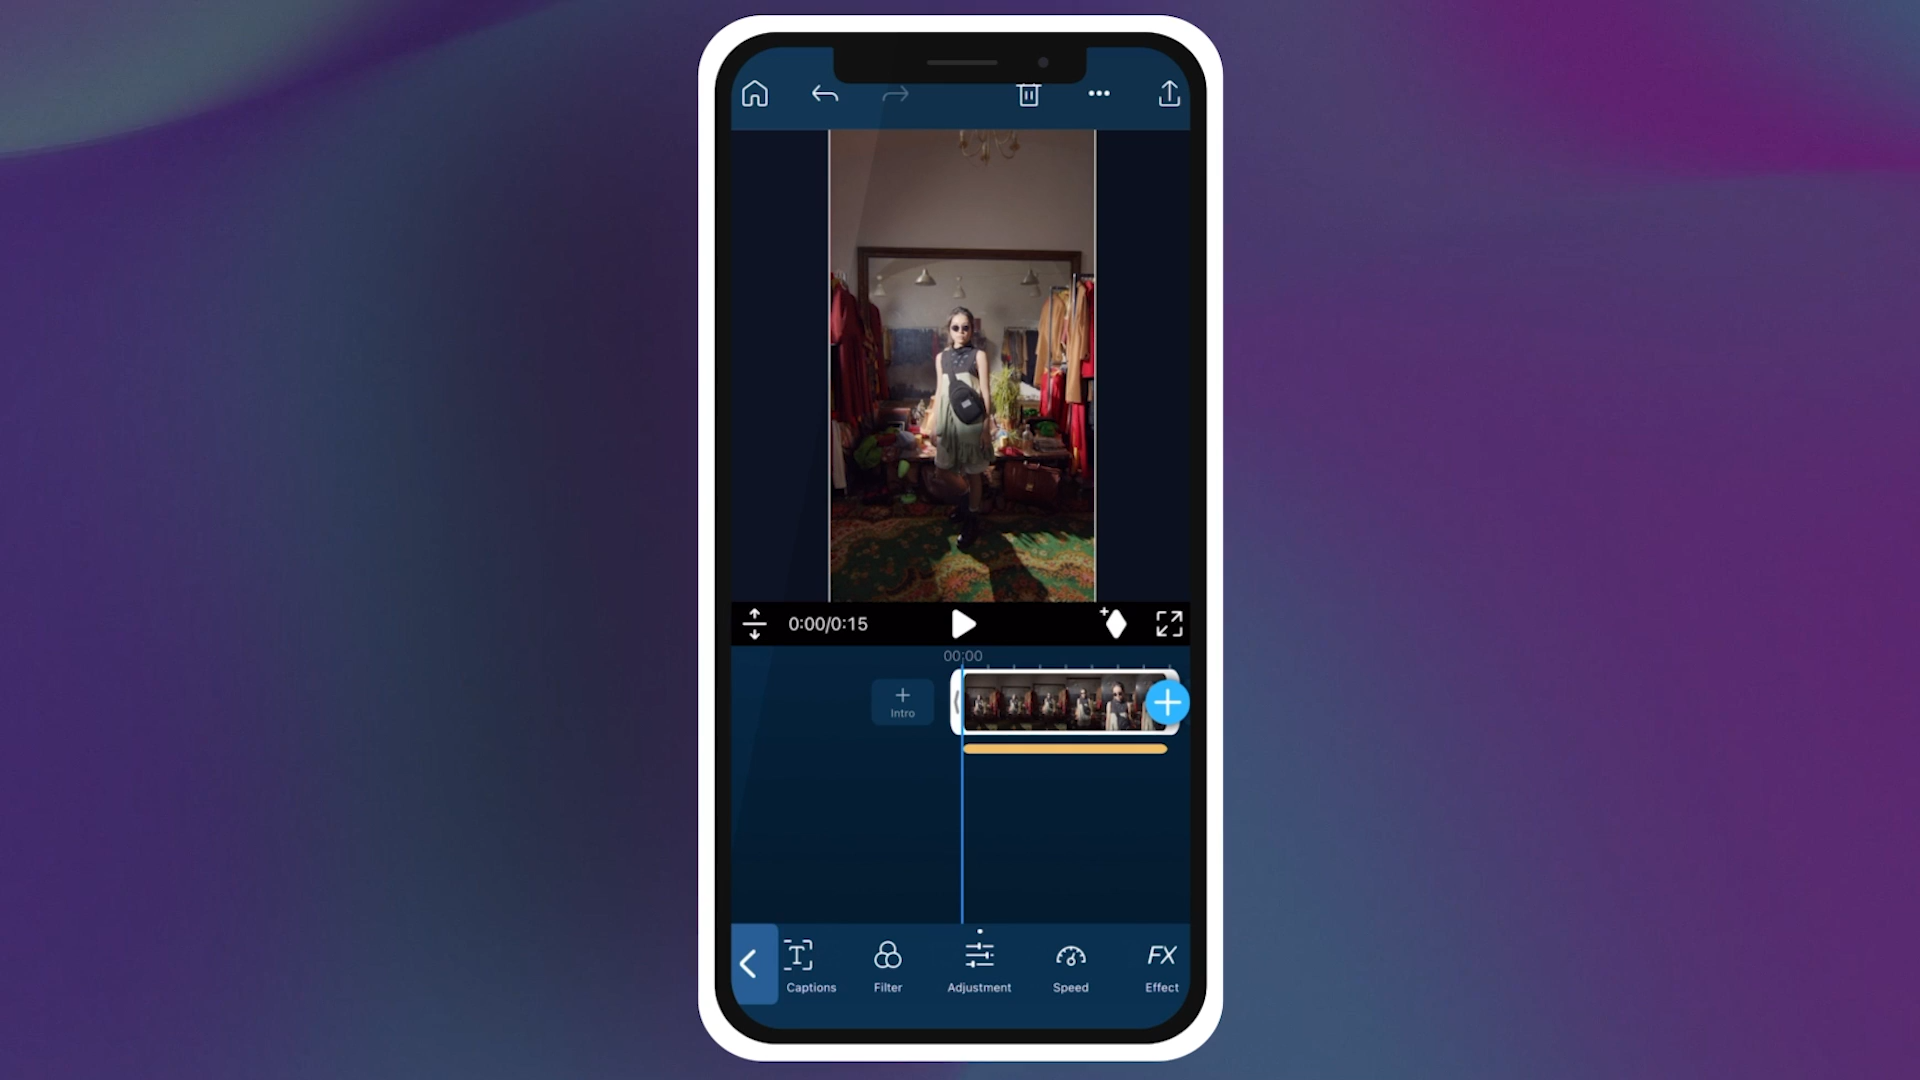 0:00/0:15
00:00
Intro
Captions
Filter
Adjustment
Speed
FX
Effect